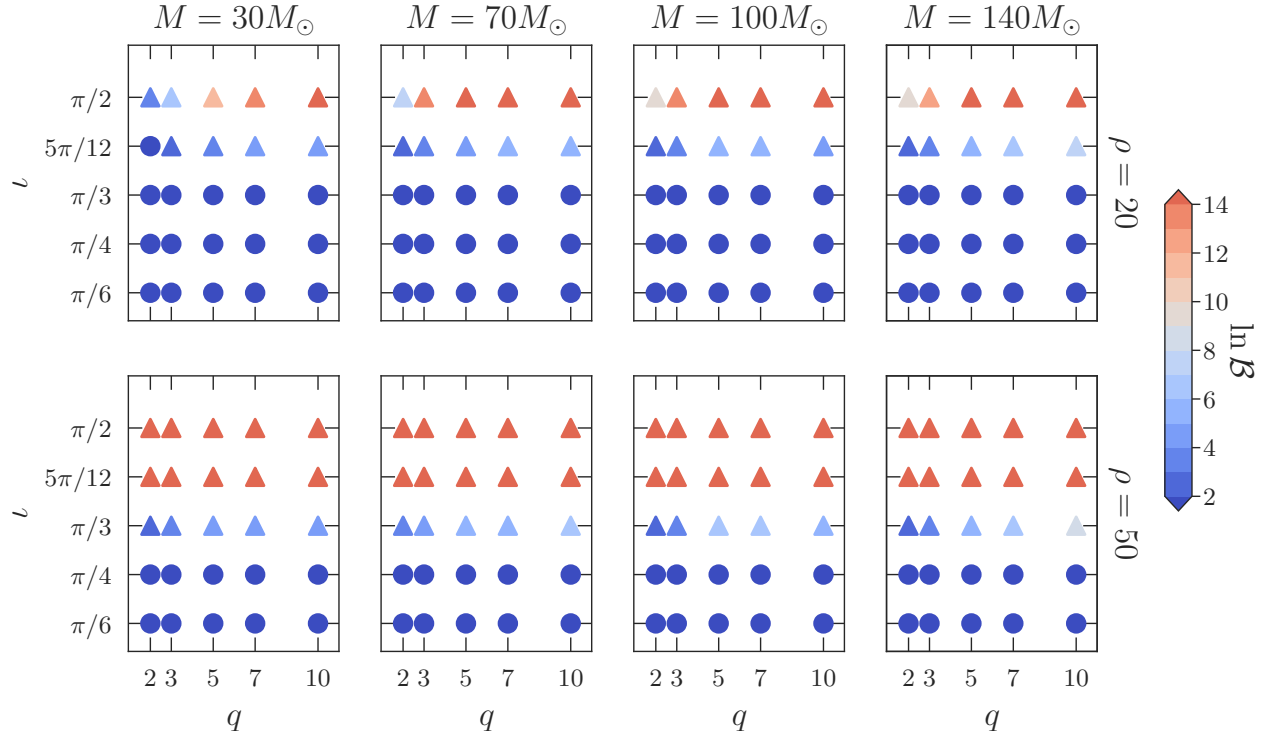 M = 30M☉ M = 70M☉ M = 100M☉ M = 140M☉
π/2
5π/12
π/3
π/4
π/6
ι
ρ = 20
π/2
5π/12
π/3
π/4
π/6
ι
ρ = 50
2 3 5 7 10 2 3 5 7 10 2 3 5 7 10 2 3 5 7 10
q q q q
14
12
10
8
6
4
2
ln ℬ